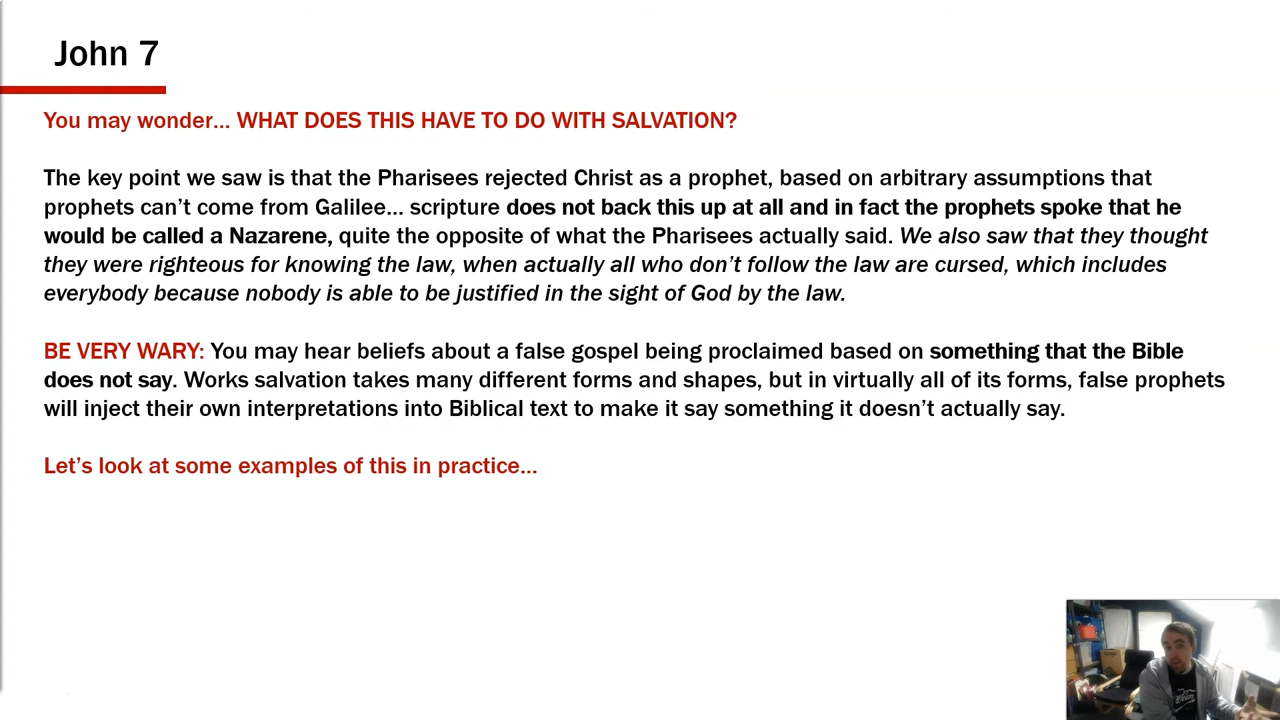 John 7
You may wonder... WHAT DOES THIS HAVE TO DO WITH SALVATION?
The key point we saw is that the Pharisees rejected Christ as a prophet, based on arbitrary assumptions that
prophets can’t come from Galilee... scripture does not back this up at all and in fact the prophets spoke that he
would be called a Nazarene, quite the opposite of what the Pharisees actually said. We also saw that they thought
they were righteous for knowing the law, when actually all who don’t follow the law are cursed, which includes
everybody because nobody is able to be justified in the sight of God by the law.
BE VERY WARY: You may hear beliefs about a false gospel being proclaimed based on something that the Bible
does not say. Works salvation takes many different forms and shapes, but in virtually all of its forms, false prophets
will inject their own interpretations into Biblical text to make it say something it doesn’t actually say.
Let’s look at some examples of this in practice...